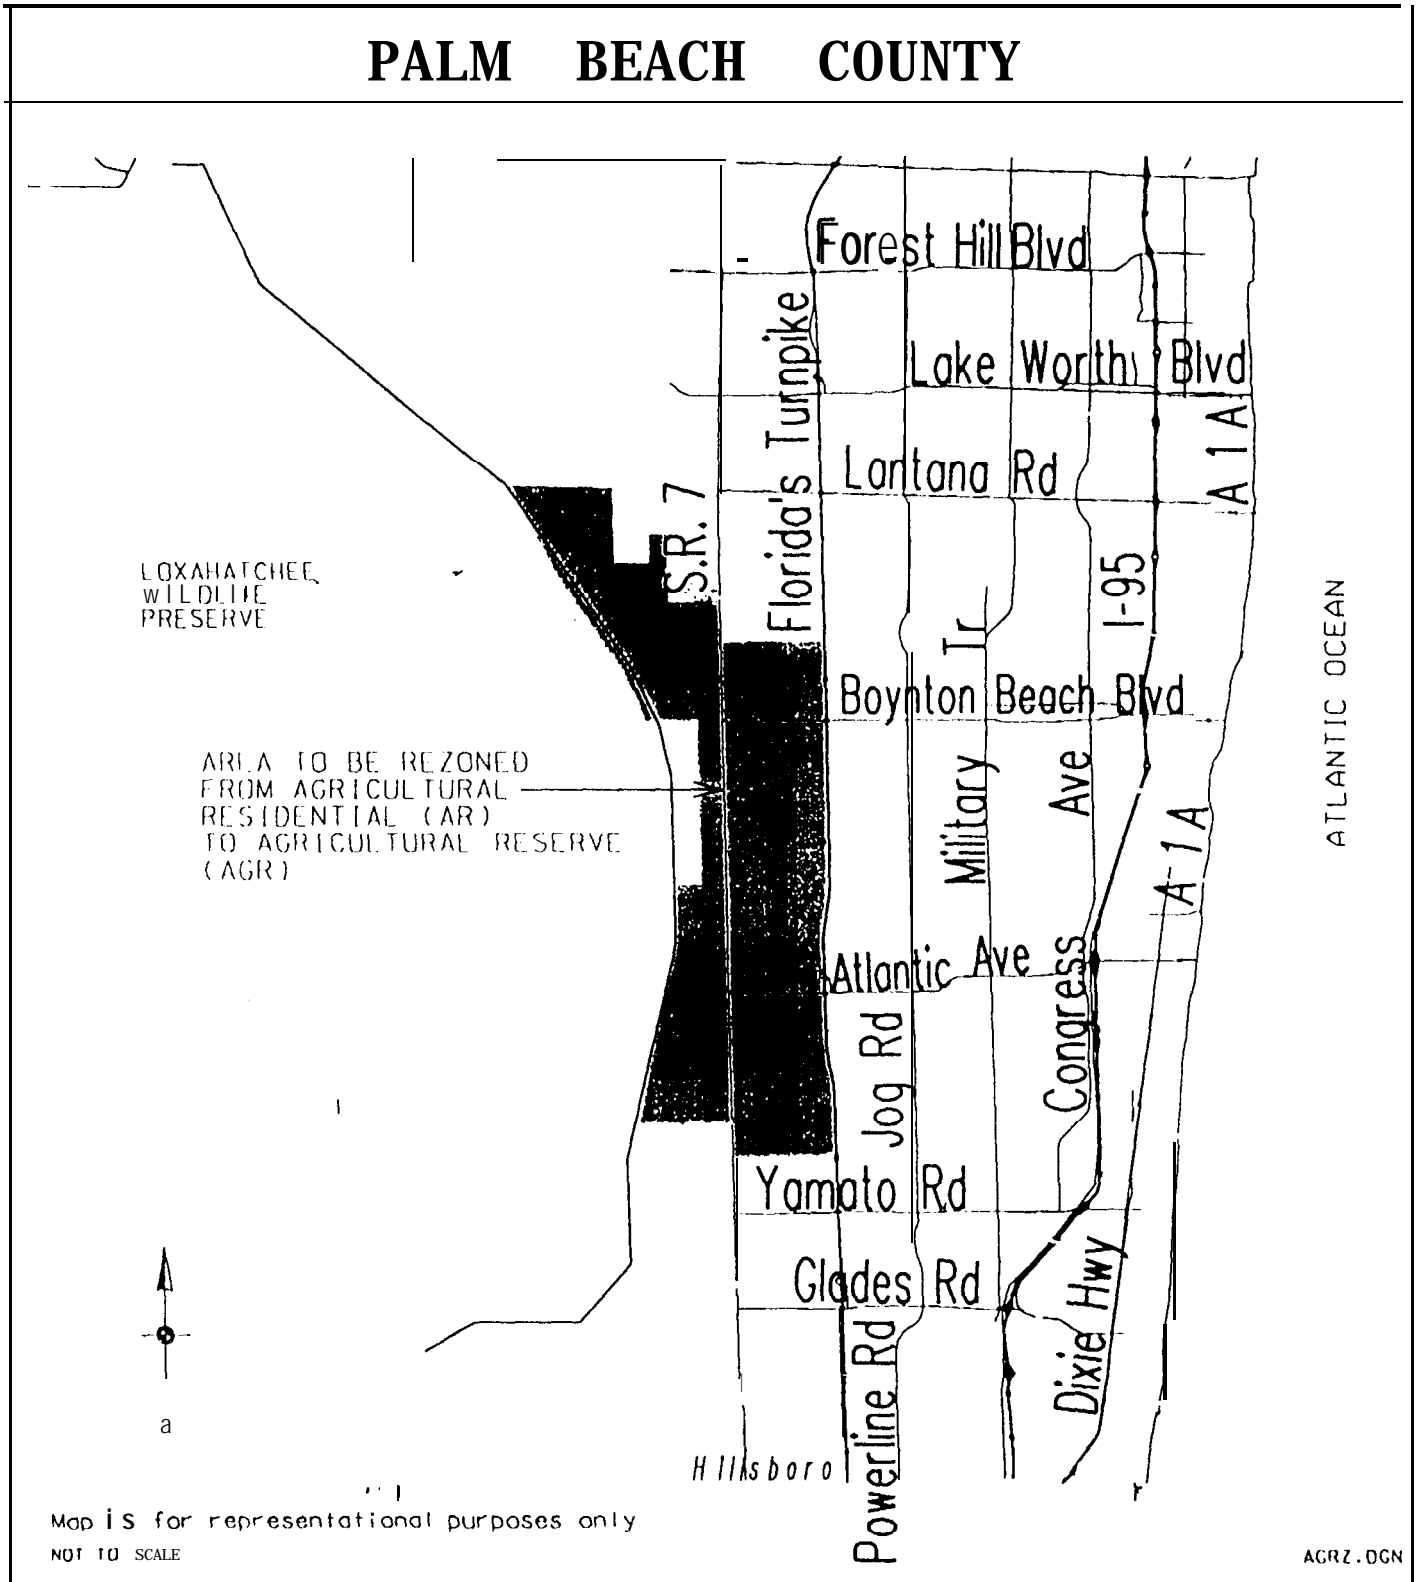 PALM BEACH COUNTY
Forest Hill Blvd
Florida's Turnpike
Lake Worth Blvd
A 1 A
Lantana Rd
S.R. 7
I-95
LOXAHATCHEE
WILDLIFE
PRESERVE
ATLANTIC OCEAN
Military Tr
Boynton Beach Blvd
AREA TO BE REZONED
FROM AGRICULTURAL
RESIDENTIAL (AR)
TO AGRICULTURAL RESERVE
(AGR)
Congress Ave
A 1 A
Atlantic Ave
Jog Rd
Yamato Rd
Glades Rd
Dixie Hwy
Powerline Rd
a
Hillsboro
Map is for representational purposes only
NOT TO SCALE
AGRZ.DGN